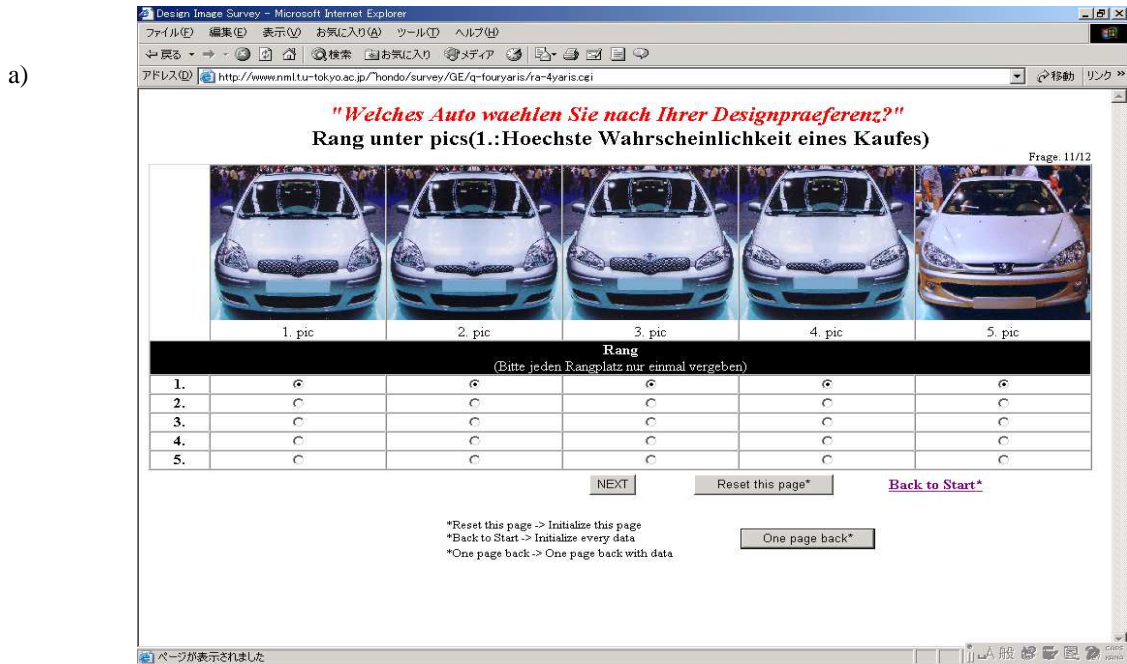 a)
Design Image Survey - Microsoft Internet Explorer
ファイル(F) 編集(E) 表示(V) お気に入り(A) ツール(T) ヘルプ(H)
戻る 検索 お気に入り メディア
アドレス(D) http://www.nml.t.u-tokyo.ac.jp/~hondo/survey/GE/q-fouryaris/ra-4yaris.cgi 移動 リンク »
"Welches Auto waehlen Sie nach Ihrer Designpraeferenz?"
Rang unter pics(1.:Hoechste Wahrscheinlichkeit eines Kaufes)
Frage. 11/12
1. pic 2. pic 3. pic 4. pic 5. pic
Rang
(Bitte jeden Rangplatz nur einmal vergeben)
1.
2.
3.
4.
5.
NEXT Reset this page* Back to Start*
*Reset this page -> Initialize this page
*Back to Start -> Initialize every data
*One page back -> One page back with data
One page back*
ページが表示されました
A 般 CAPS KANA